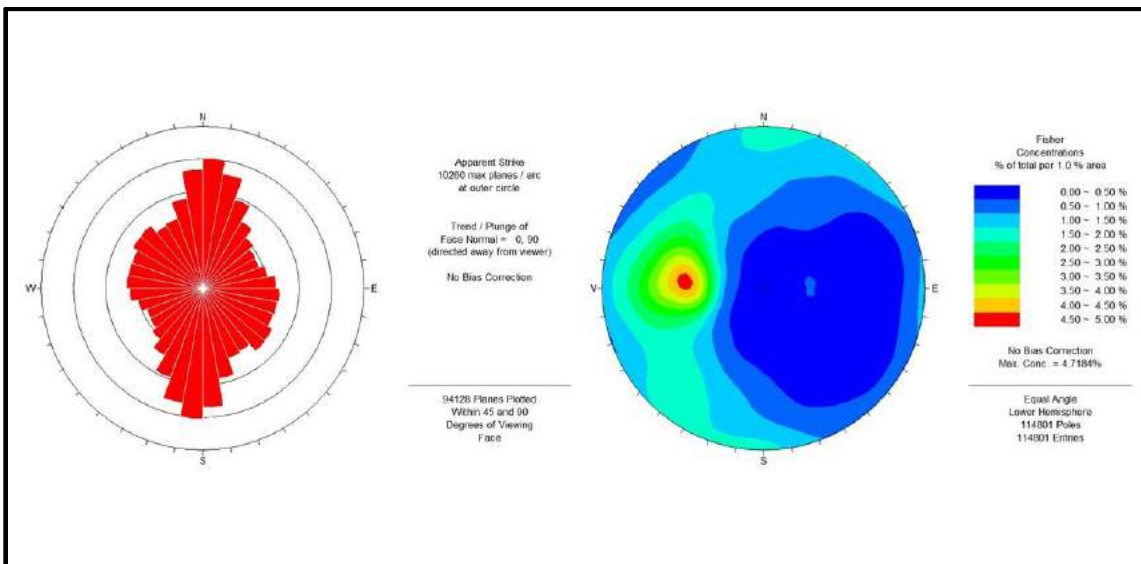 N
W
E
S
Apparent Strike
10260 max planes / arc
at outer circle
Trend / Plunge of
Face Normal = 0, 90
(directed away from viewer)
No Bias Correction
94128 Planes Plotted
Within 45 and 90
Degrees of Viewing
Face
N
E
S
Fisher
Concentrations
% of total per 1.0 % area
0.00 ~ 0.50 %
0.50 ~ 1.00 %
1.00 ~ 1.50 %
1.50 ~ 2.00 %
2.00 ~ 2.50 %
2.50 ~ 3.00 %
3.00 ~ 3.50 %
3.50 ~ 4.00 %
4.00 ~ 4.50 %
4.50 ~ 5.00 %
No Bias Correction
Max. Conc. = 4.7184%
Equal Angle
Lower Hemisphere
114801 Poles
114801 Entries